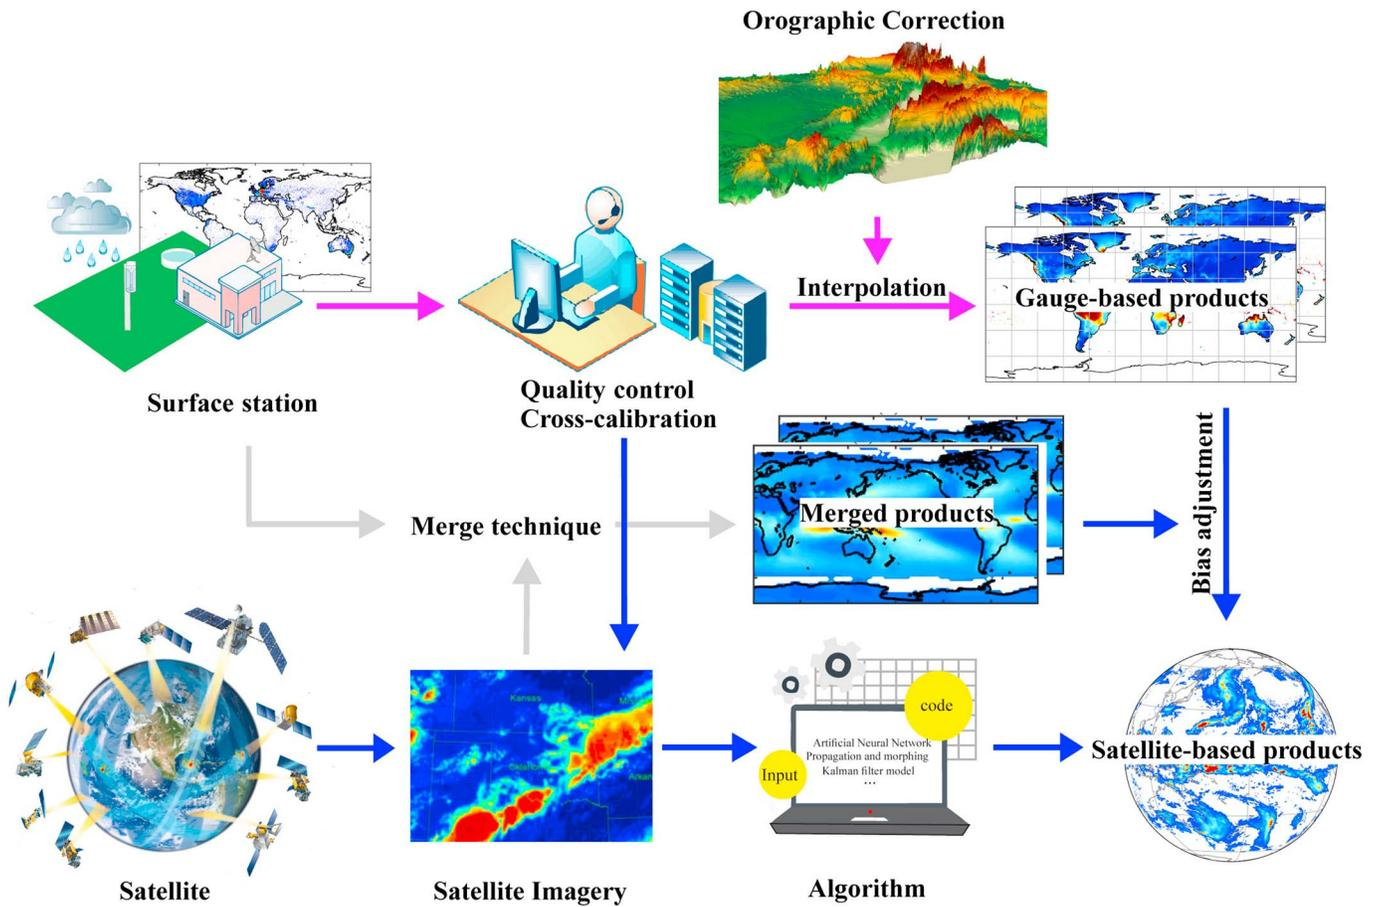 Orographic Correction
Interpolation
Gauge-based products
Surface station
Quality control
Cross-calibration
Bias adjustment
Merge technique
Merged products
Kansas
code
Artificial Neural Network
Propagation and morphing
Kalman filter model
...
Input
Satellite-based products
Satellite
Satellite Imagery
Algorithm